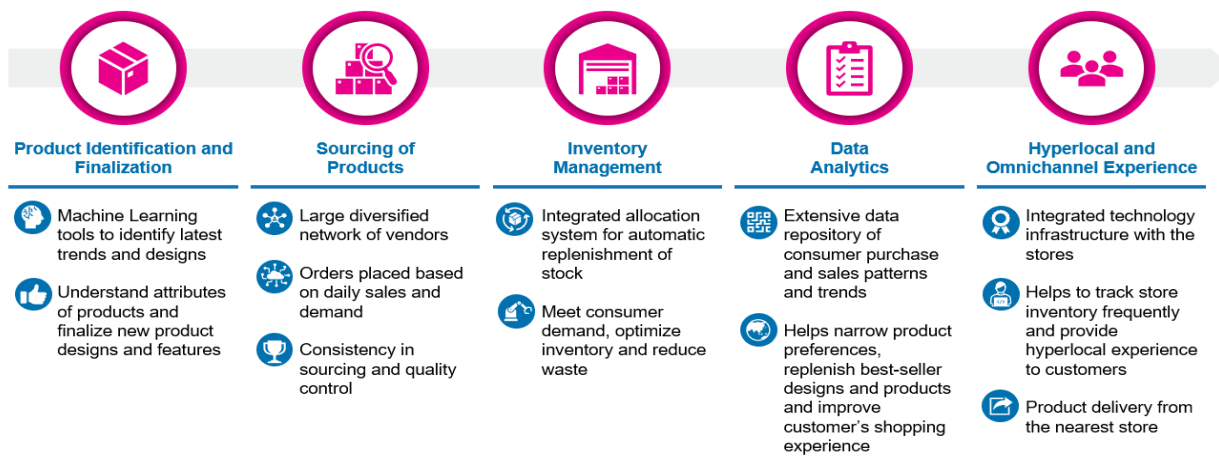 Product Identification and
Finalization
Machine Learning
tools to identify latest
trends and designs
Understand attributes
of products and
finalize new product
designs and features
Sourcing of
Products
Large diversified
network of vendors
Orders placed based
on daily sales and
demand
Consistency in
sourcing and quality
control
Inventory
Management
Integrated allocation
system for automatic
replenishment of
stock
Meet consumer
demand, optimize
inventory and reduce
waste
Data
Analytics
Extensive data
repository of
consumer purchase
and sales patterns
and trends
Helps narrow product
preferences,
replenish best-seller
designs and products
and improve
customer’s shopping
experience
Hyperlocal and
Omnichannel Experience
Integrated technology
infrastructure with the
stores
Helps to track store
inventory frequently
and provide
hyperlocal experience
to customers
Product delivery from
the nearest store